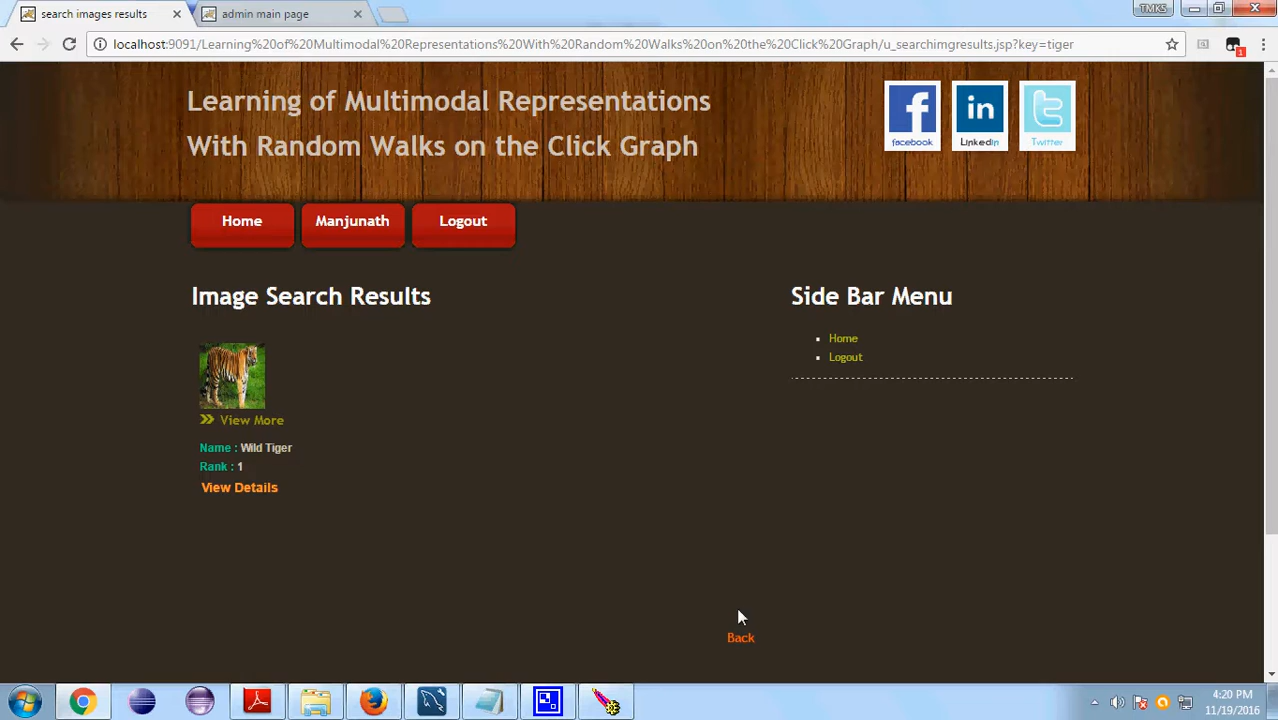 search images results
admin main page
TMKS
localhost:9091/Learning%20of%20Multimodal%20Representations%20With%20Random%20Walks%20on%20the%20Click%20Graph/u_searchimgresults.jsp?key=tiger
1
Learning of Multimodal Representations
With Random Walks on the Click Graph
facebook
in
LinkedIn
Twitter
Home
Manjunath
Logout
Image Search Results
Side Bar Menu
Home
Logout
View More
Name : Wild Tiger
Rank : 1
View Details
Back
4:20 PM
11/19/2016